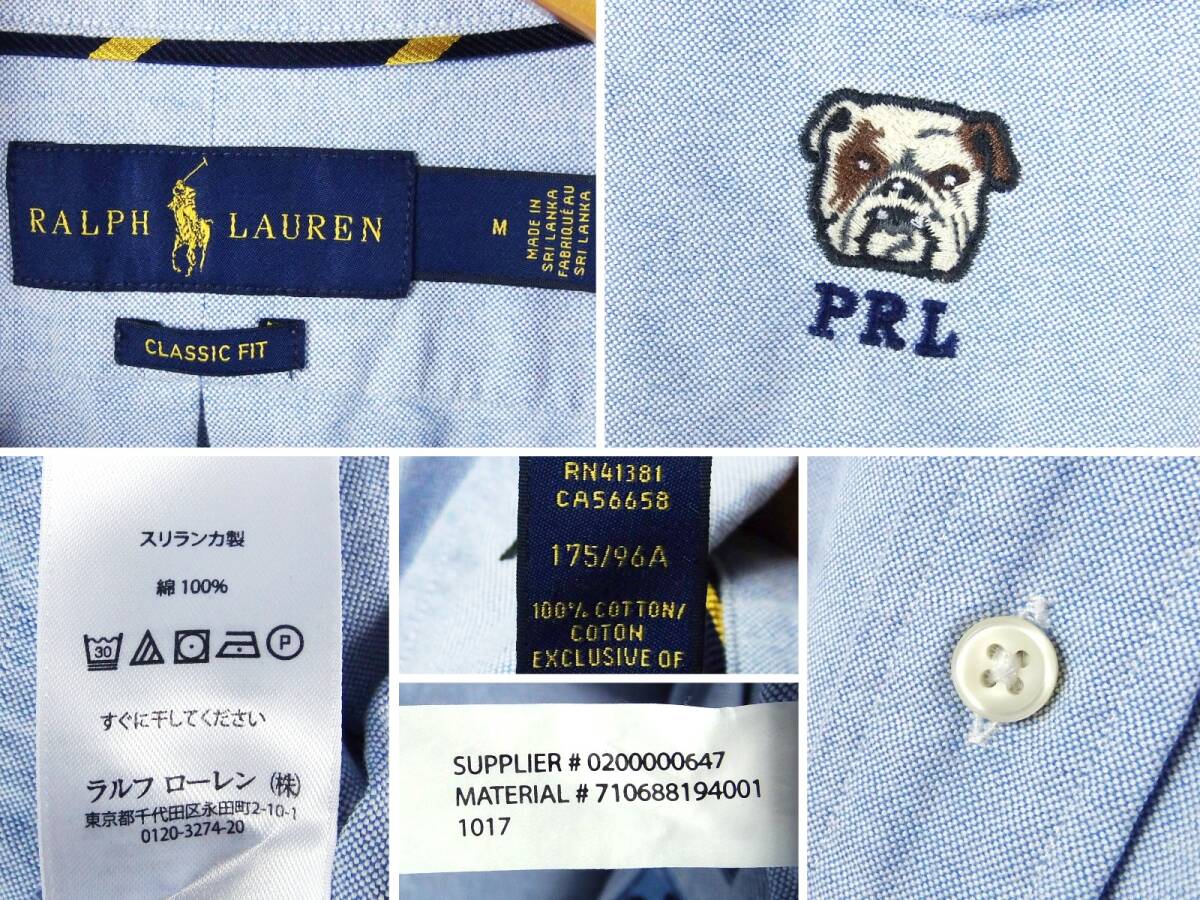 RALPH LAUREN
M
MADE IN
SRI LANKA
FABRIQUÉ AU
SRI LANKA
CLASSIC FIT
PRL
スリランカ製
綿 100%
30
P
すぐに干してください
ラルフ ローレン (株)
東京都千代田区永田町2-10-1
0120-3274-20
RN41381
CA56658
175/96A
100% COTTON/
COTON
EXCLUSIVE OF
SUPPLIER # 0200000647
MATERIAL # 710688194001
1017